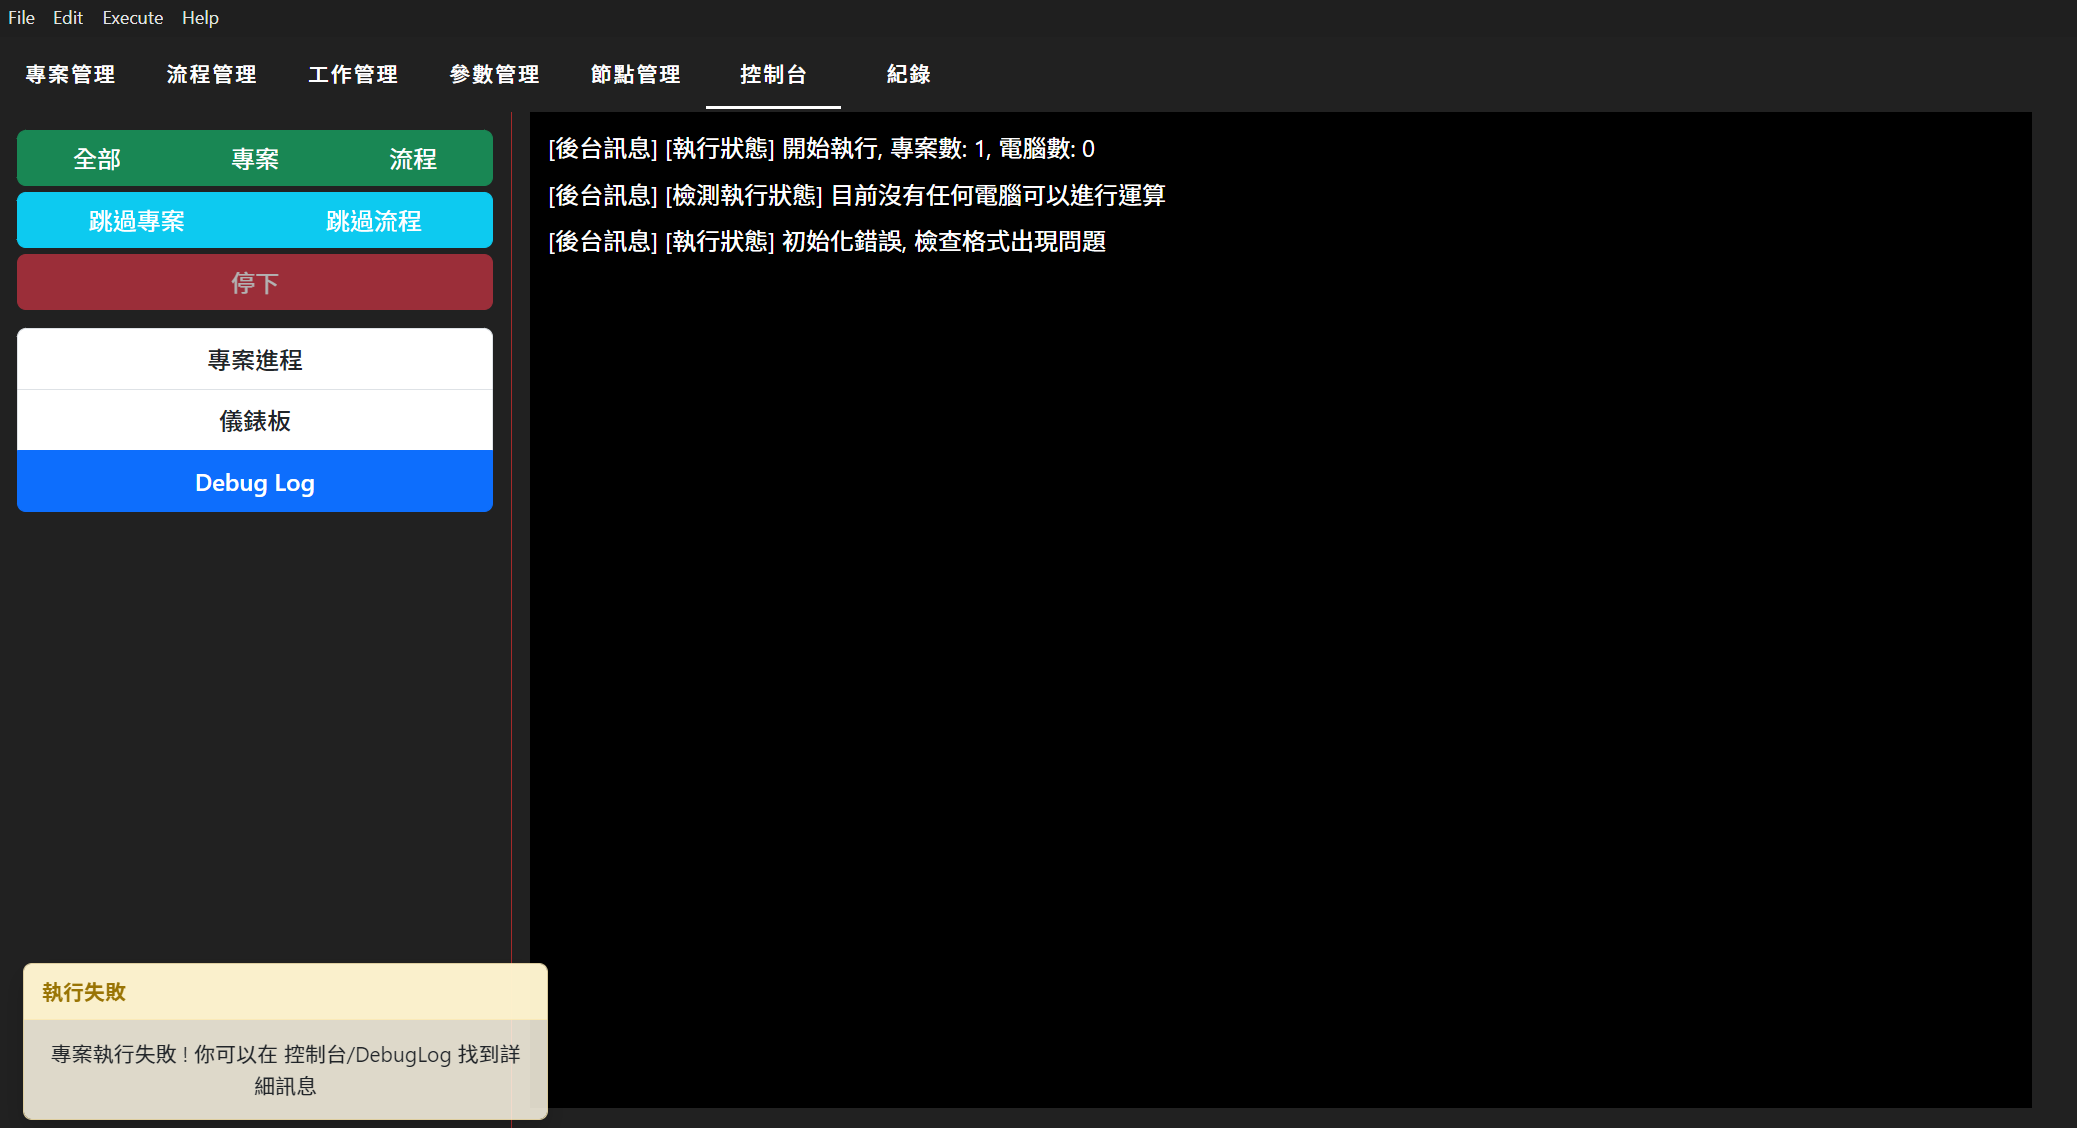 File Edit Execute Help
專案管理 流程管理 工作管理 參數管理 節點管理 控制台 紀錄
全部 專案 流程
跳過專案 跳過流程
停下
專案進程
儀錶板
Debug Log
[後台訊息] [執行狀態] 開始執行, 專案數: 1, 電腦數: 0
[後台訊息] [檢測執行狀態] 目前沒有任何電腦可以進行運算
[後台訊息] [執行狀態] 初始化錯誤, 檢查格式出現問題
執行失敗
專案執行失敗 ! 你可以在 控制台/DebugLog 找到詳
細訊息